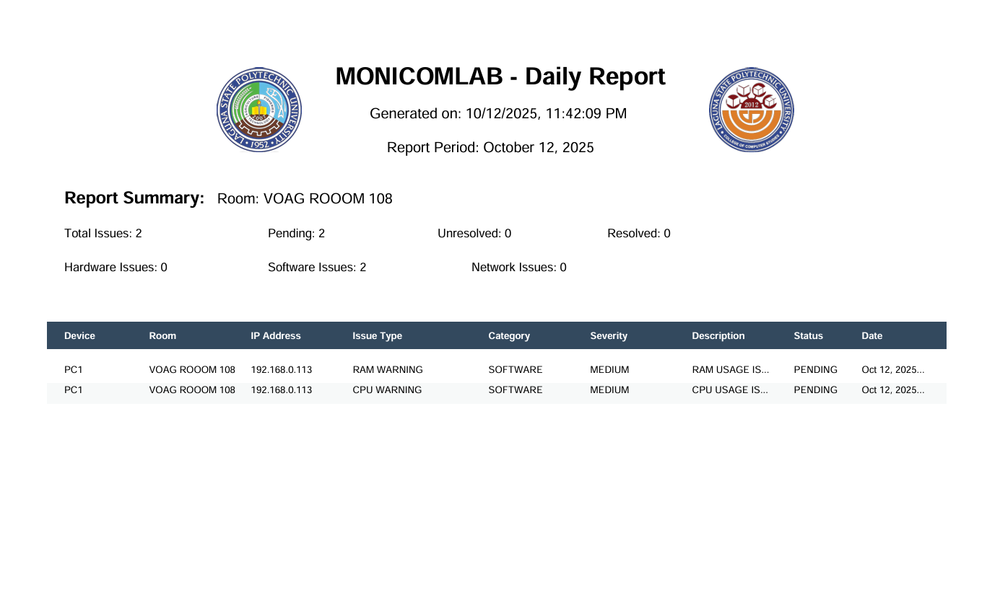 MONICOMLAB - Daily Report
Generated on: 10/12/2025, 11:42:09 PM
Report Period: October 12, 2025
LAGUNA STATE POLYTECHNIC UNIVERSITY
• 1952 •
LAGUNA STATE POLYTECHNIC UNIVERSITY
2012
• COLLEGE OF COMPUTER STUDIES •
Report Summary: Room: VOAG ROOOM 108
Total Issues: 2 Pending: 2 Unresolved: 0 Resolved: 0
Hardware Issues: 0 Software Issues: 2 Network Issues: 0
Device Room IP Address Issue Type Category Severity Description Status Date
PC1 VOAG ROOOM 108 192.168.0.113 RAM WARNING SOFTWARE MEDIUM RAM USAGE IS... PENDING Oct 12, 2025...
PC1 VOAG ROOOM 108 192.168.0.113 CPU WARNING SOFTWARE MEDIUM CPU USAGE IS... PENDING Oct 12, 2025...